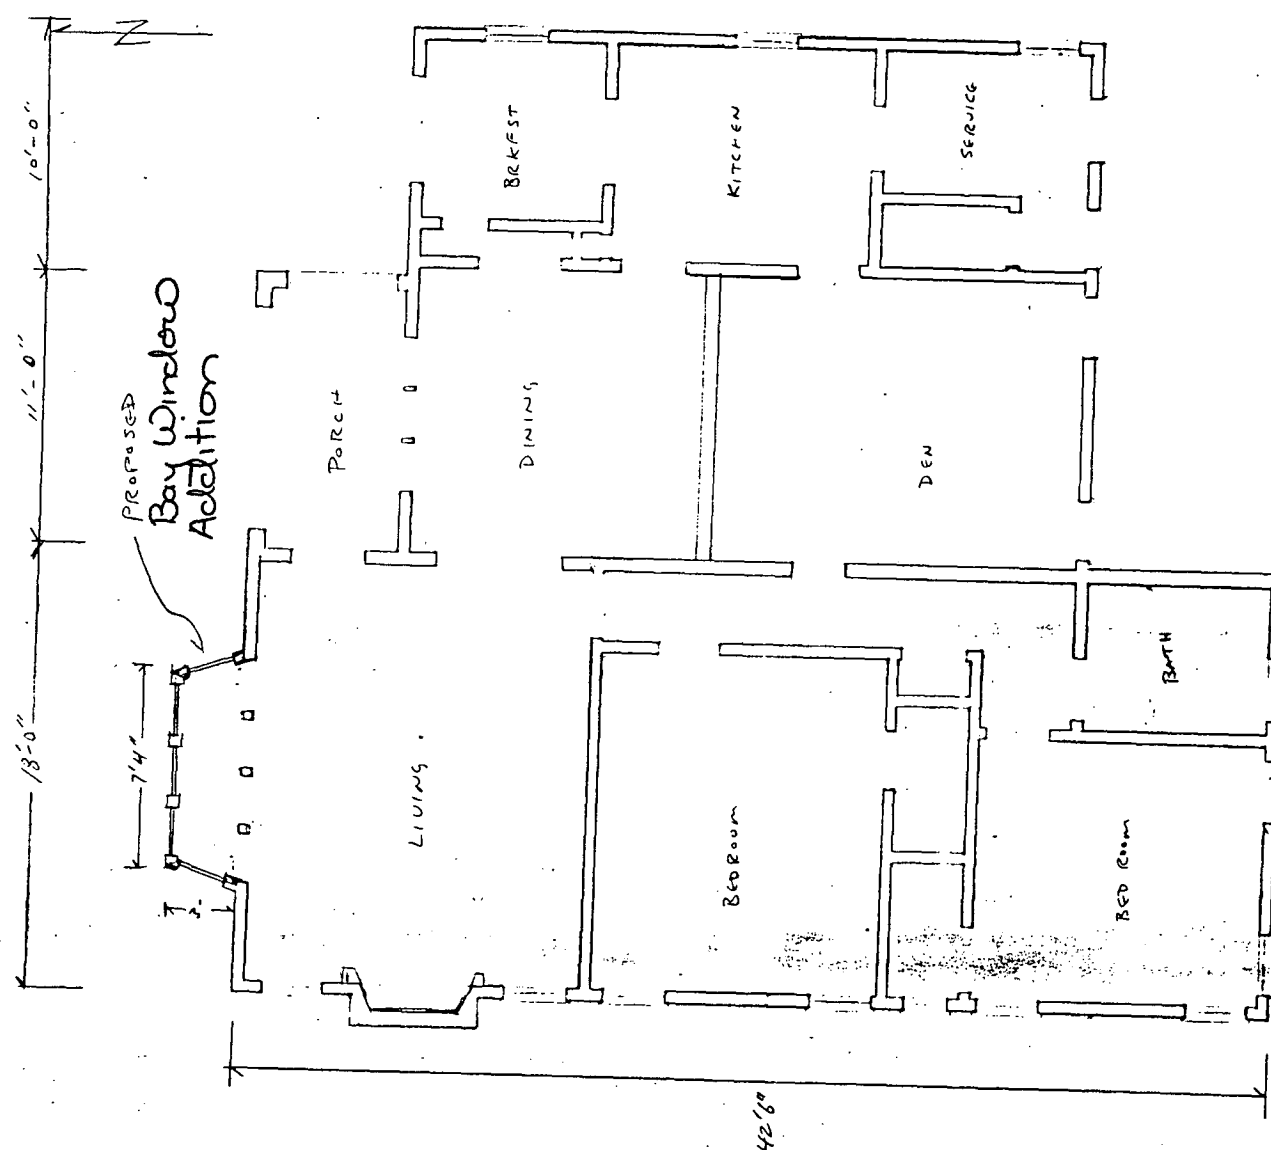 N
10'-0"
11'-0"
18'-0"
PROPOSED
Bay Window
Addition
7'4"
BRKFST
KITCHEN
SERVICE
PORCH
DINING
DEN
LIVING
BEDROOM
BATH
BED ROOM
42'6"